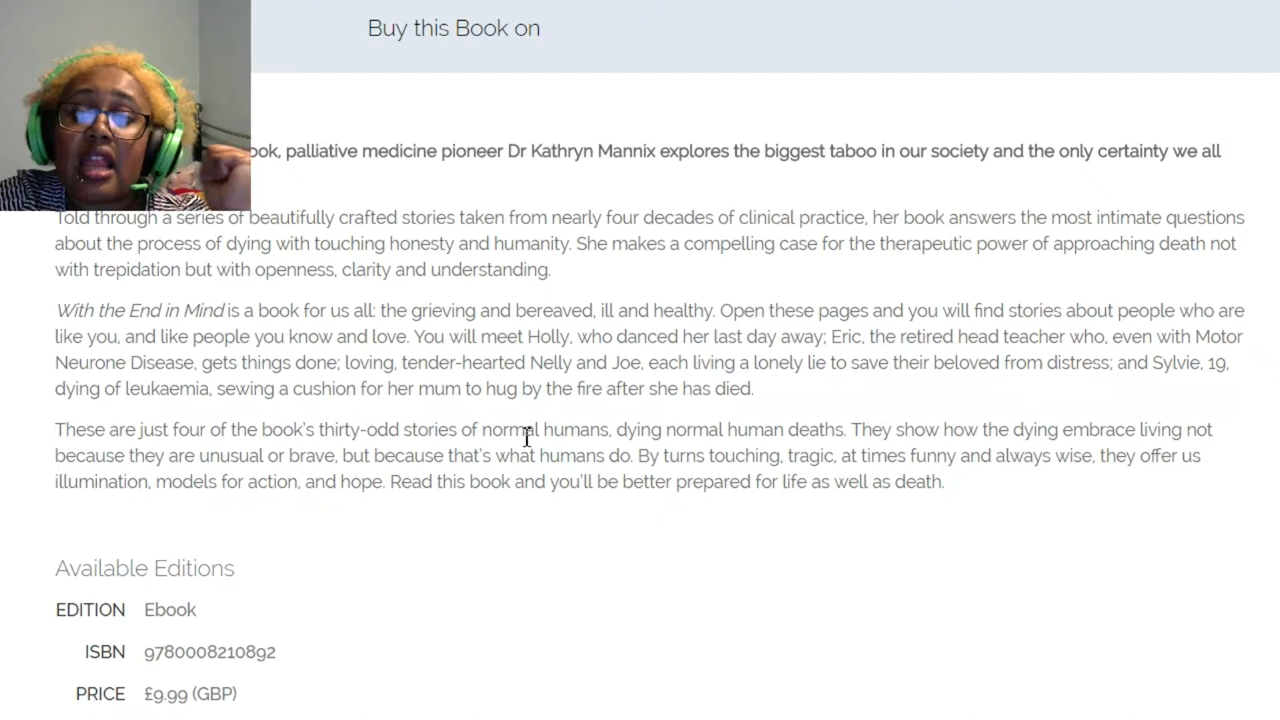 Buy this Book on
ook, palliative medicine pioneer Dr Kathryn Mannix explores the biggest taboo in our society and the only certainty we all
Told through a series of beautifully crafted stories taken from nearly four decades of clinical practice, her book answers the most intimate questions
about the process of dying with touching honesty and humanity. She makes a compelling case for the therapeutic power of approaching death not
with trepidation but with openness, clarity and understanding.
With the End in Mind is a book for us all: the grieving and bereaved, ill and healthy. Open these pages and you will find stories about people who are
like you, and like people you know and love. You will meet Holly, who danced her last day away; Eric, the retired head teacher who, even with Motor
Neurone Disease, gets things done; loving, tender-hearted Nelly and Joe, each living a lonely lie to save their beloved from distress; and Sylvie, 19,
dying of leukaemia, sewing a cushion for her mum to hug by the fire after she has died.
These are just four of the book's thirty-odd stories of normal humans, dying normal human deaths. They show how the dying embrace living not
because they are unusual or brave, but because that's what humans do. By turns touching, tragic, at times funny and always wise, they offer us
illumination, models for action, and hope. Read this book and you'll be better prepared for life as well as death.
Available Editions
EDITION Ebook
ISBN 9780008210892
PRICE £9.99 (GBP)